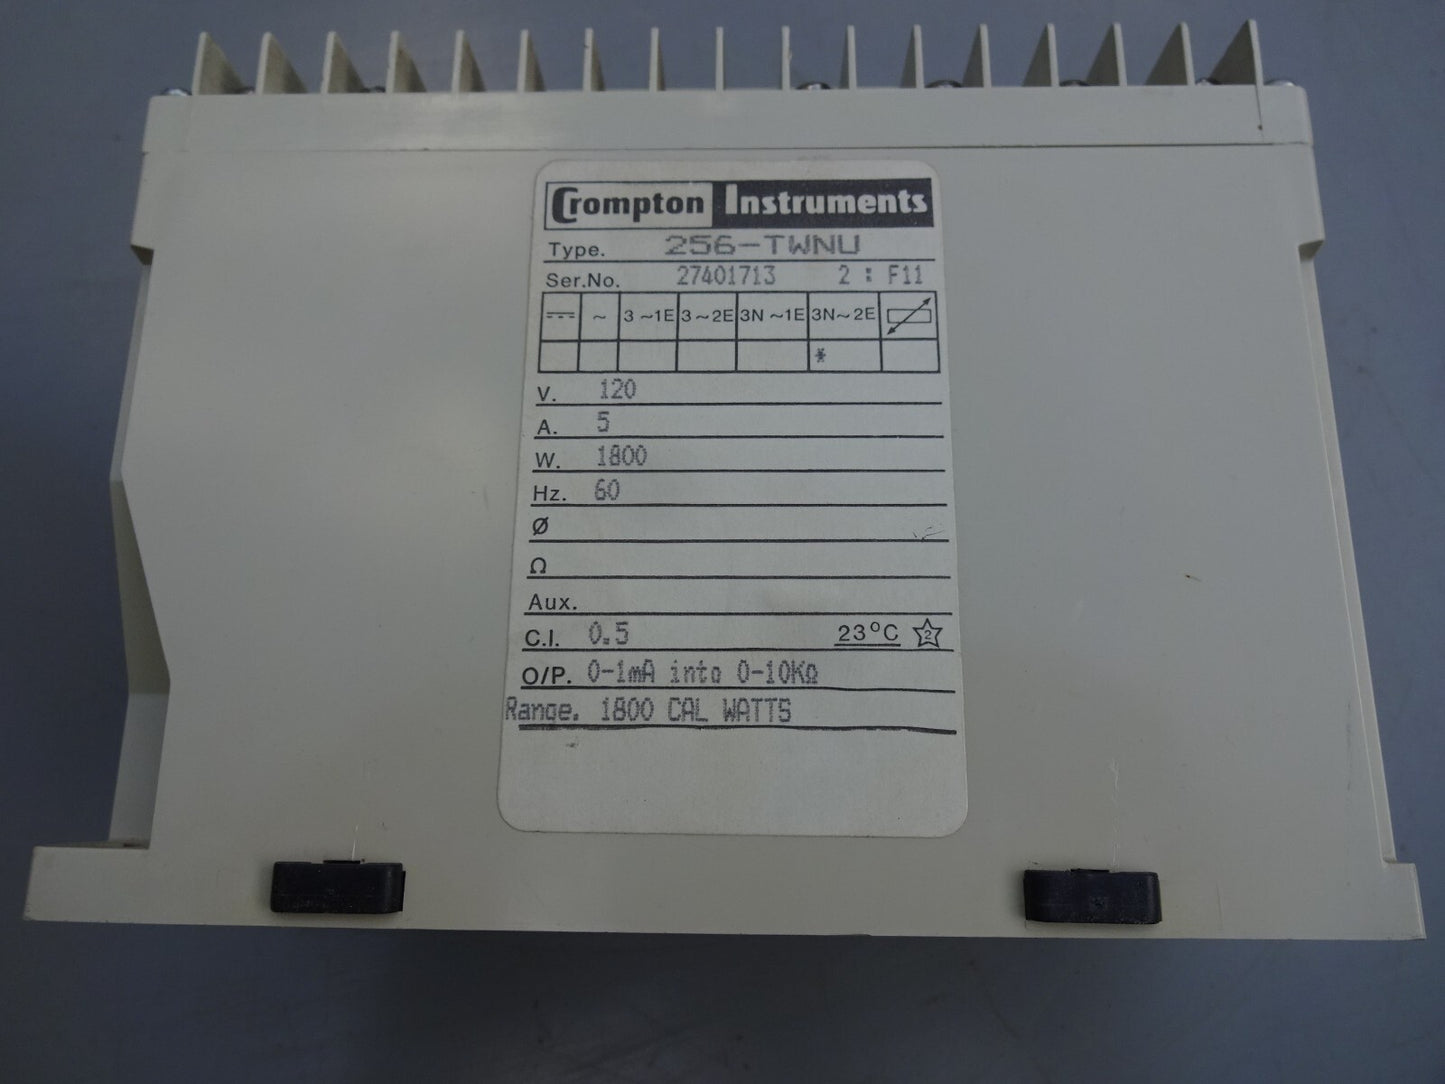 Crompton Instruments
Type. 256-TWNU
Ser.No. 27401713 2 : F11
~ 3 ~1E 3 ~2E 3N ~1E 3N~ 2E
*
V. 120
A. 5
W. 1800
Hz. 60
Ø
Ω
Aux.
C.I. 0.5 23°C 2
O/P. 0-1mA into 0-10KΩ
Range. 1800 CAL WATTS